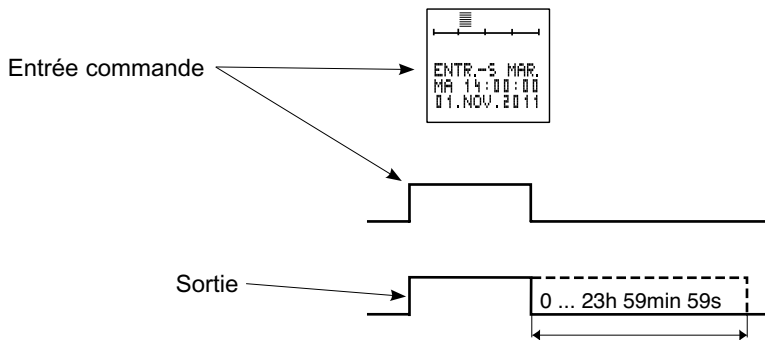 ENTR.-S MAR.
MA 14:00:00
01.NOV.2011
Entrée commande
Sortie
0 ... 23h 59min 59s